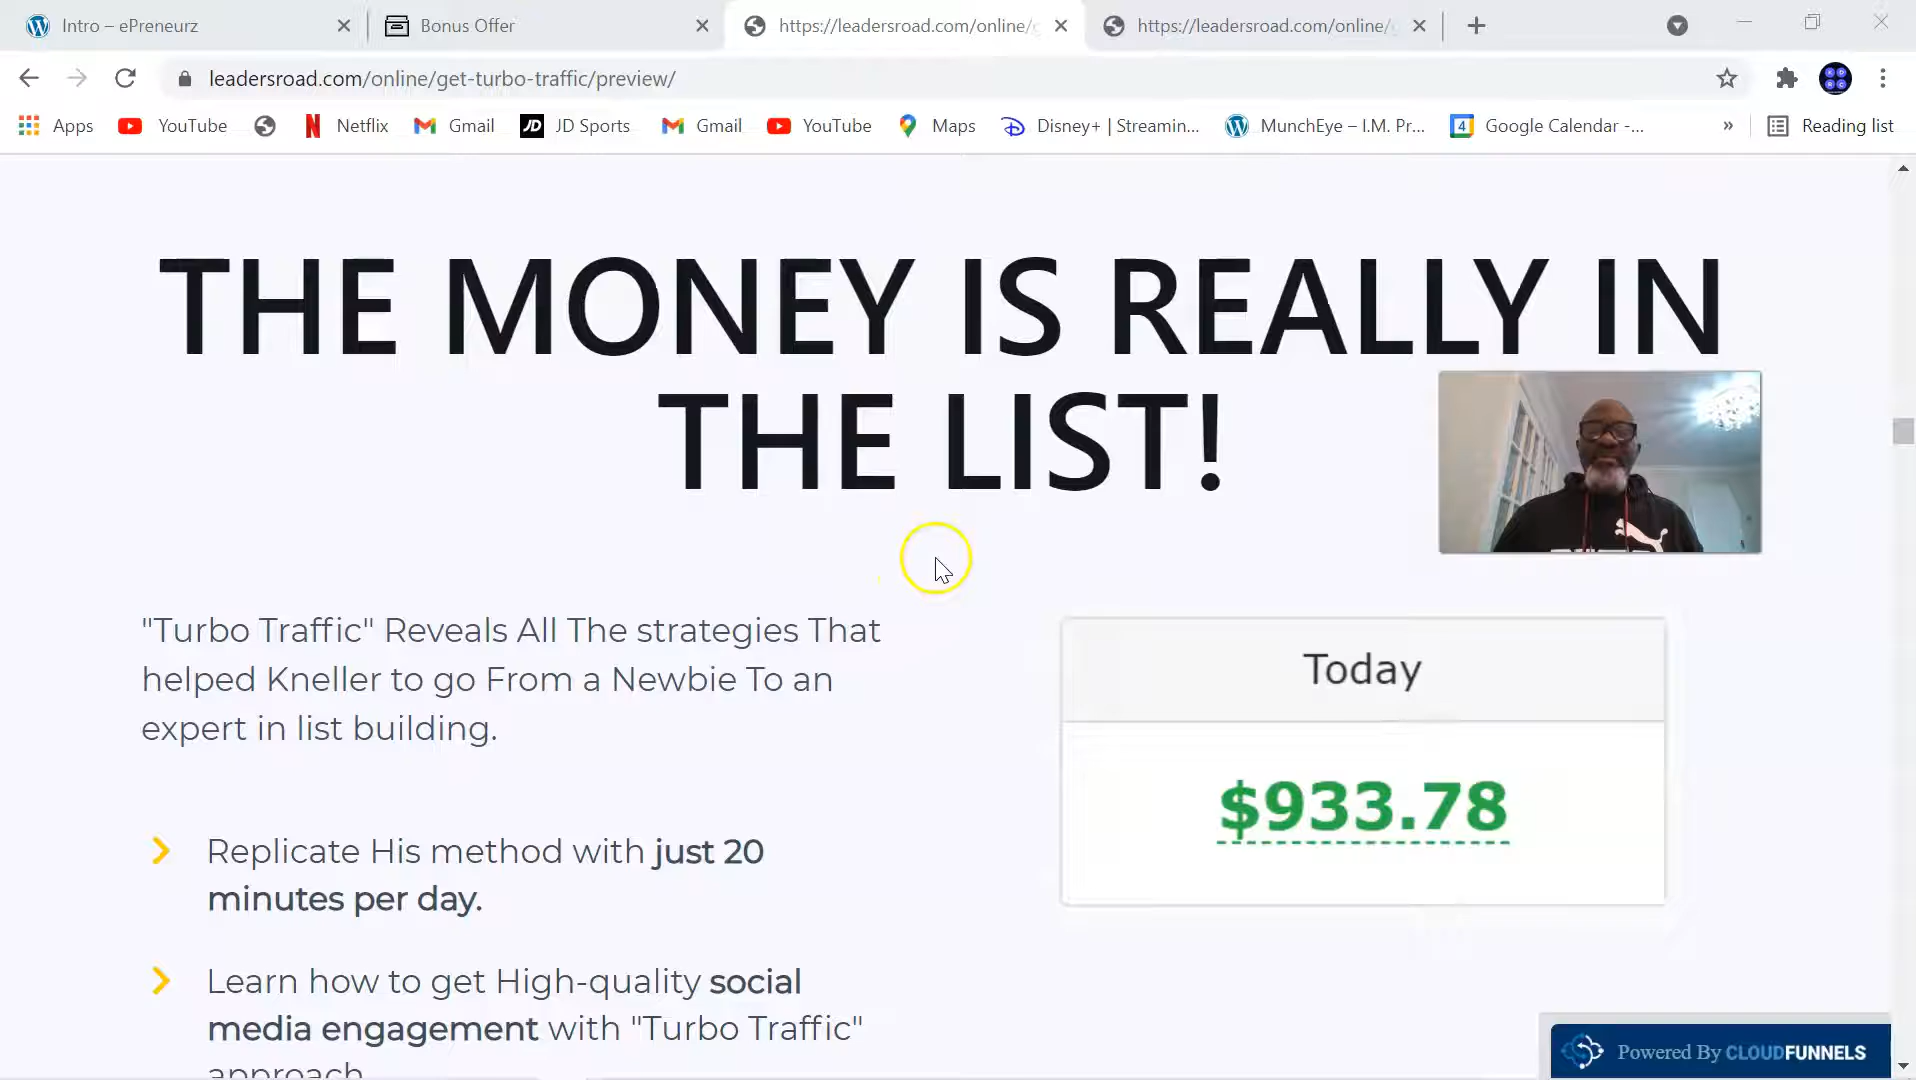 Intro – ePreneurz
Bonus Offer
https://leadersroad.com/online/g
https://leadersroad.com/online/g
leadersroad.com/online/get-turbo-traffic/preview/
Apps
YouTube
Netflix
Gmail
JD
JD Sports
Gmail
YouTube
Maps
Disney+ | Streamin...
MunchEye – I.M. Pr...
4
Google Calendar -...
»
Reading list
THE MONEY IS REALLY IN
THE LIST!
"Turbo Traffic" Reveals All The strategies That
helped Kneller to go From a Newbie To an
expert in list building.
Today
$933.78
Replicate His method with just 20
minutes per day.
Learn how to get High-quality social
media engagement with "Turbo Traffic"
approach
Powered By CLOUDFUNNELS